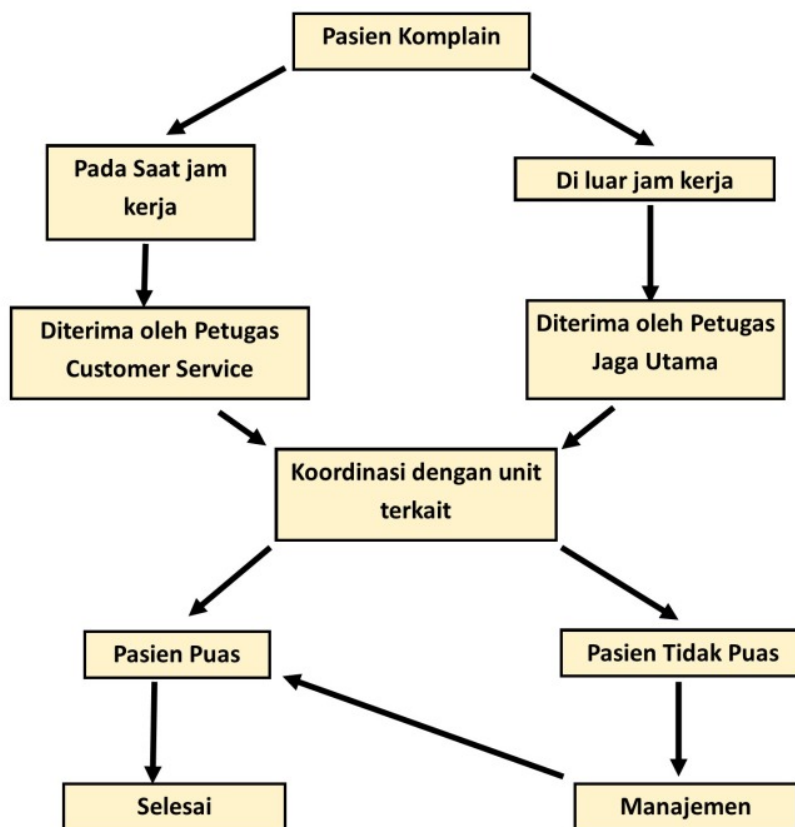 Pasien Komplain
Pada Saat jam
kerja
Di luar jam kerja
Diterima oleh Petugas
Customer Service
Diterima oleh Petugas
Jaga Utama
Koordinasi dengan unit
terkait
Pasien Puas
Pasien Tidak Puas
Selesai
Manajemen